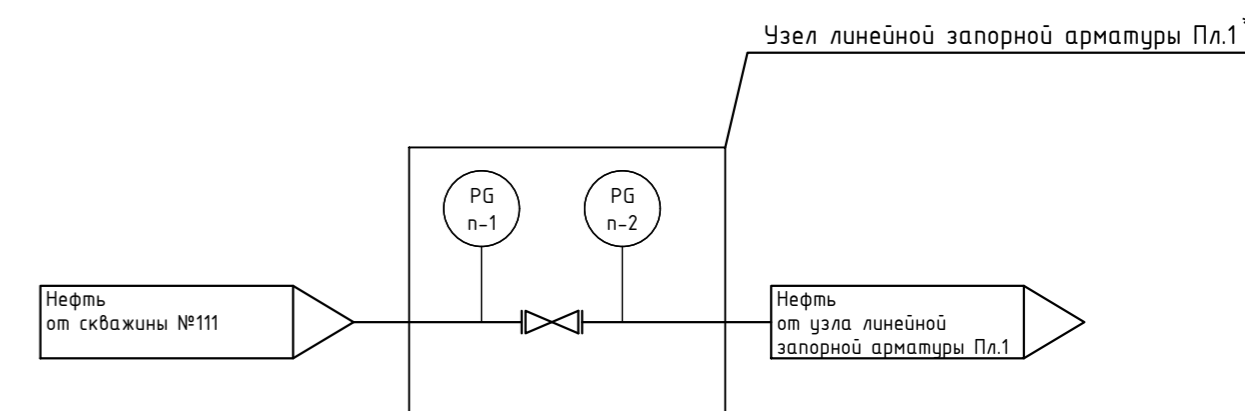 Узел линейной запорной арматуры Пл.1*
PG
п-1
PG
п-2
Нефть
от скважины №111
Нефть
от узла линейной
запорной арматуры Пл.1